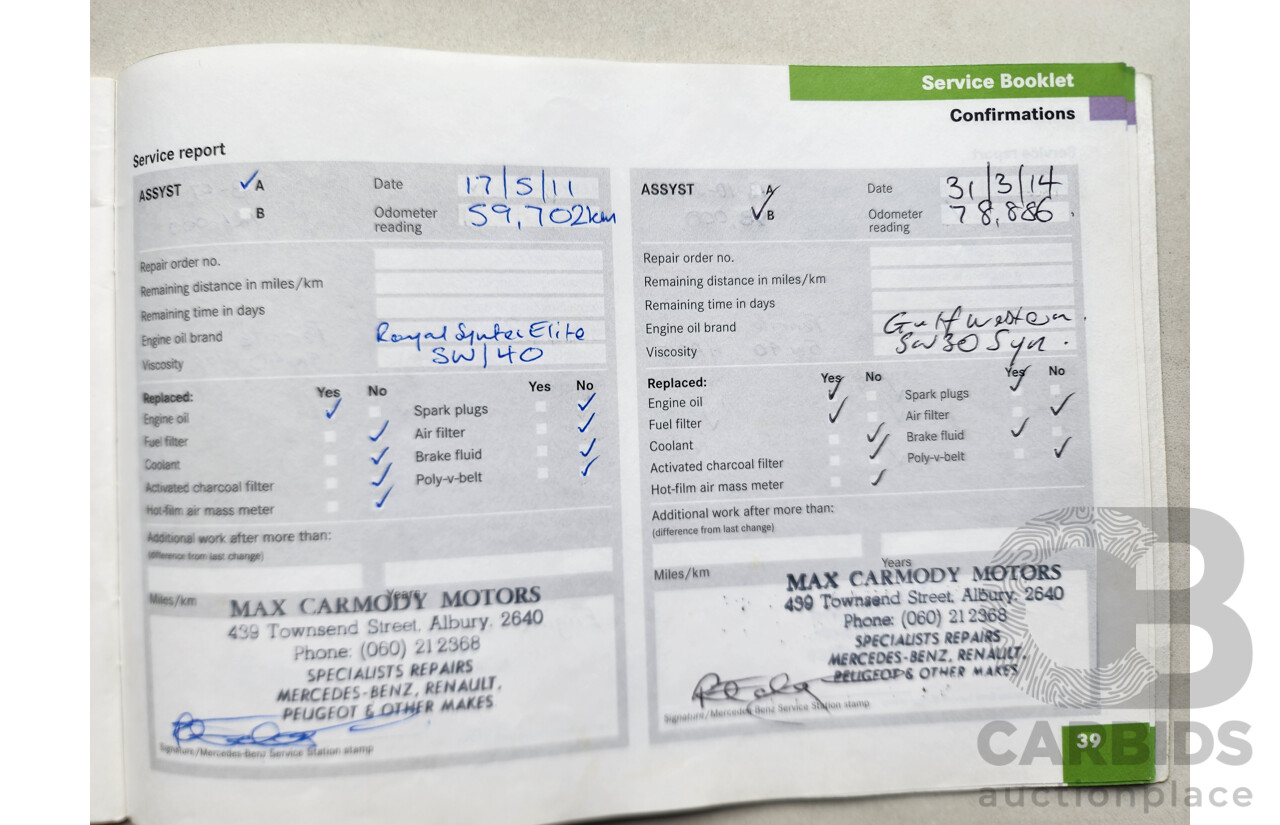 Service Booklet
Confirmations
Service report
ASSYST A
B
Date 17/5/11
Odometer reading 59,702km
Repair order no.
Remaining distance in miles/km
Remaining time in days
Engine oil brand Royal Syntec Elite
Viscosity 5W/40
Replaced: Yes No Yes No
Engine oil Spark plugs
Fuel filter Air filter
Coolant Brake fluid
Activated charcoal filter Poly-v-belt
Hot-film air mass meter
Additional work after more than:
(difference from last change)
Miles/km Years
MAX CARMODY MOTORS
439 Townsend Street, Albury. 2640
Phone: (060) 212368
SPECIALISTS REPAIRS
MERCEDES-BENZ, RENAULT,
PEUGEOT & OTHER MAKES
Signature/Mercedes-Benz Service Station stamp
ASSYST A
B
Date 31/3/14
Odometer reading 78,886.
Repair order no.
Remaining distance in miles/km
Remaining time in days
Engine oil brand Gulf Western.
Viscosity 5W30 Syn.
Replaced: Yes No Yes No
Engine oil Spark plugs
Fuel filter Air filter
Coolant Brake fluid
Activated charcoal filter Poly-v-belt
Hot-film air mass meter
Additional work after more than:
(difference from last change)
Miles/km Years
MAX CARMODY MOTORS
439 Townsend Street, Albury. 2640
Phone: (060) 212368
SPECIALISTS REPAIRS
MERCEDES-BENZ, RENAULT,
PEUGEOT & OTHER MAKES
Signature/Mercedes-Benz Service Station stamp
39
CB
CARBIDS
auctionplace